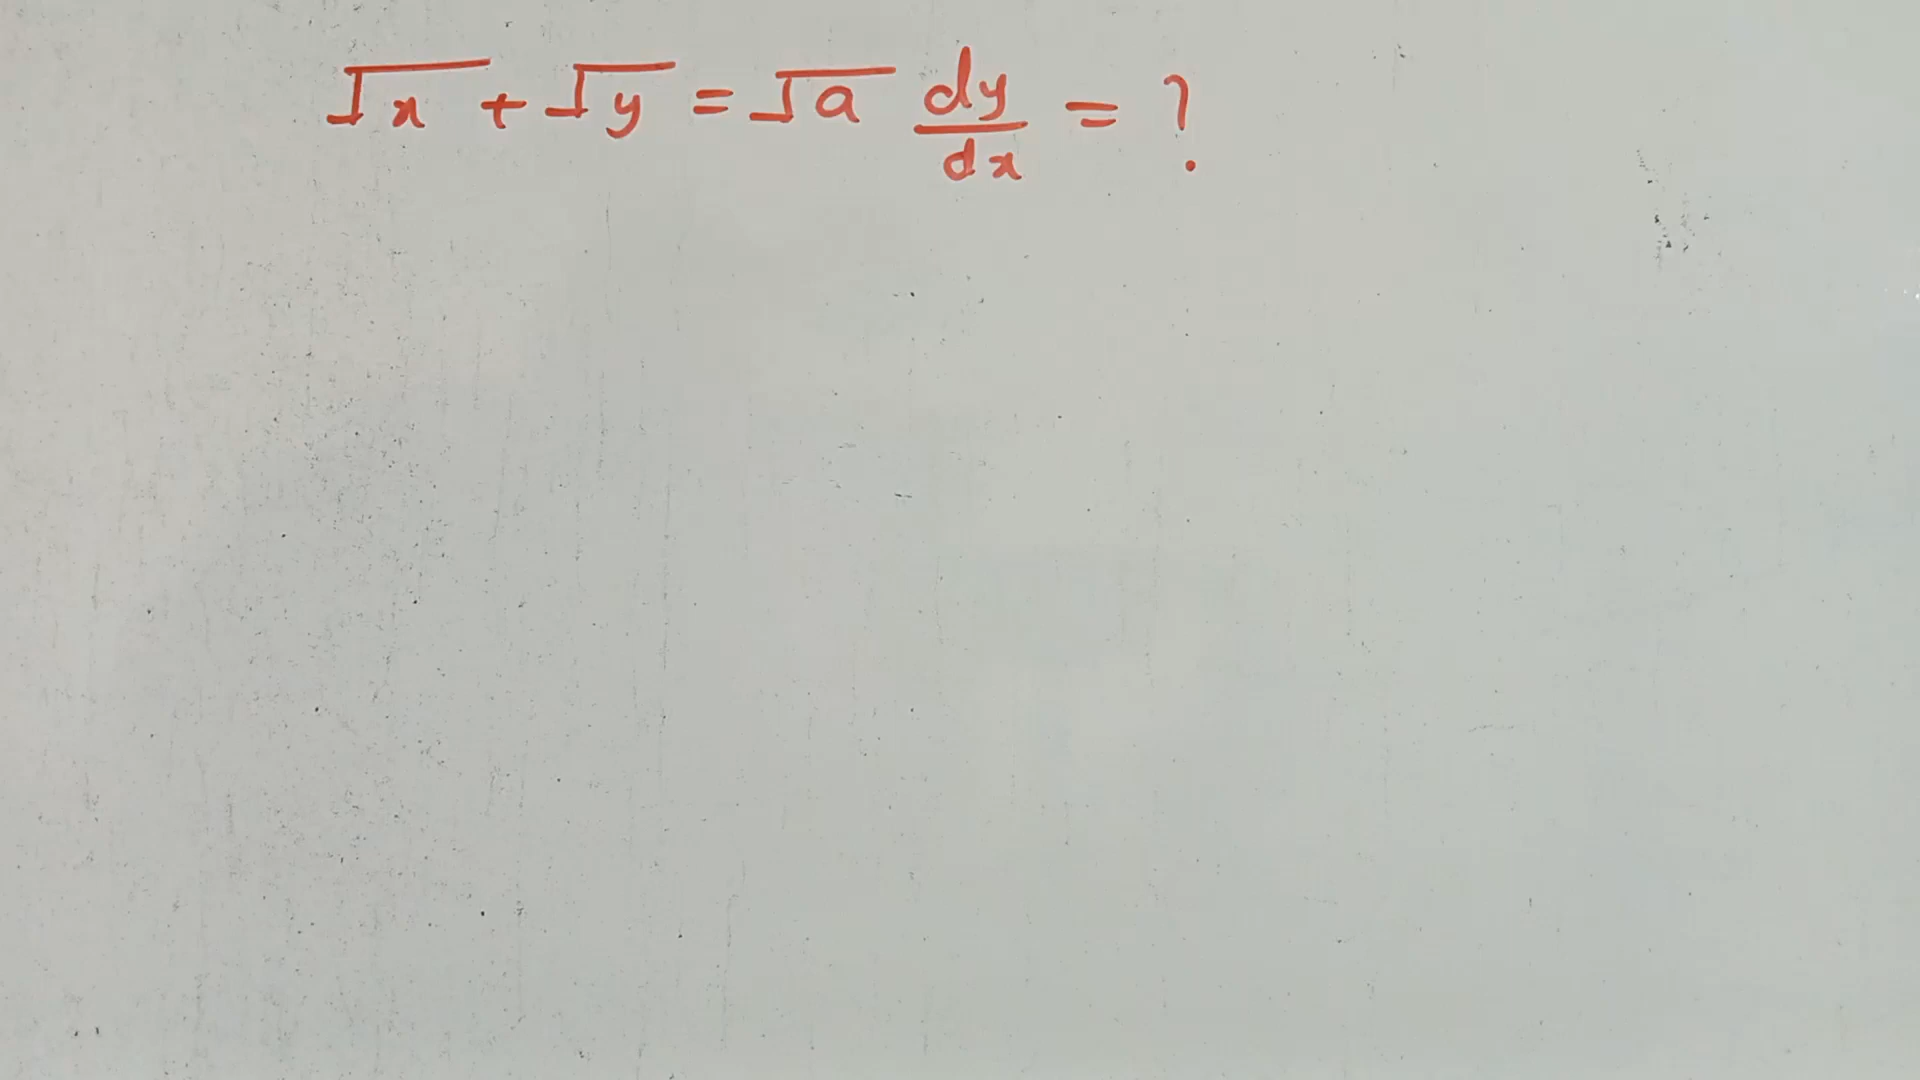 √x + √y = √a dy/dx = ?